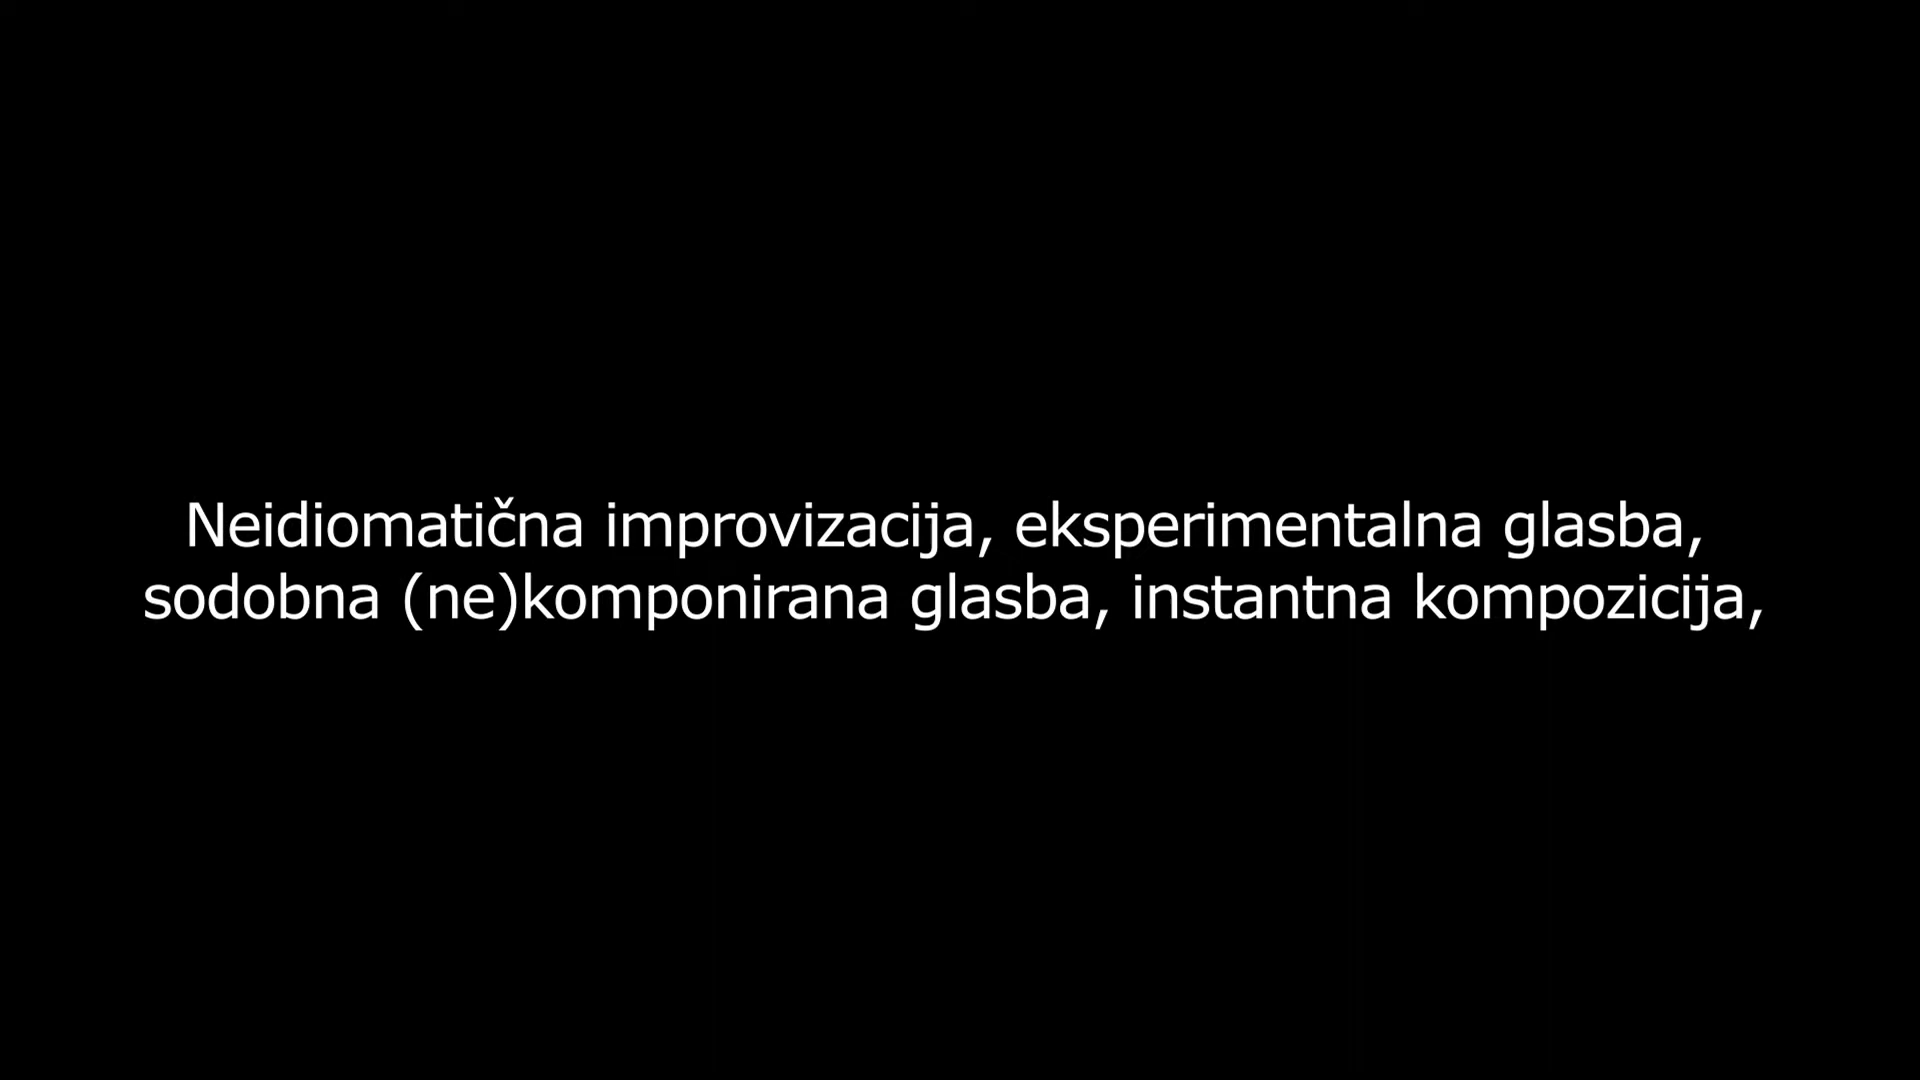 Neidiomatična improvizacija, eksperimentalna glasba,
sodobna (ne)komponirana glasba, instantna kompozicija,